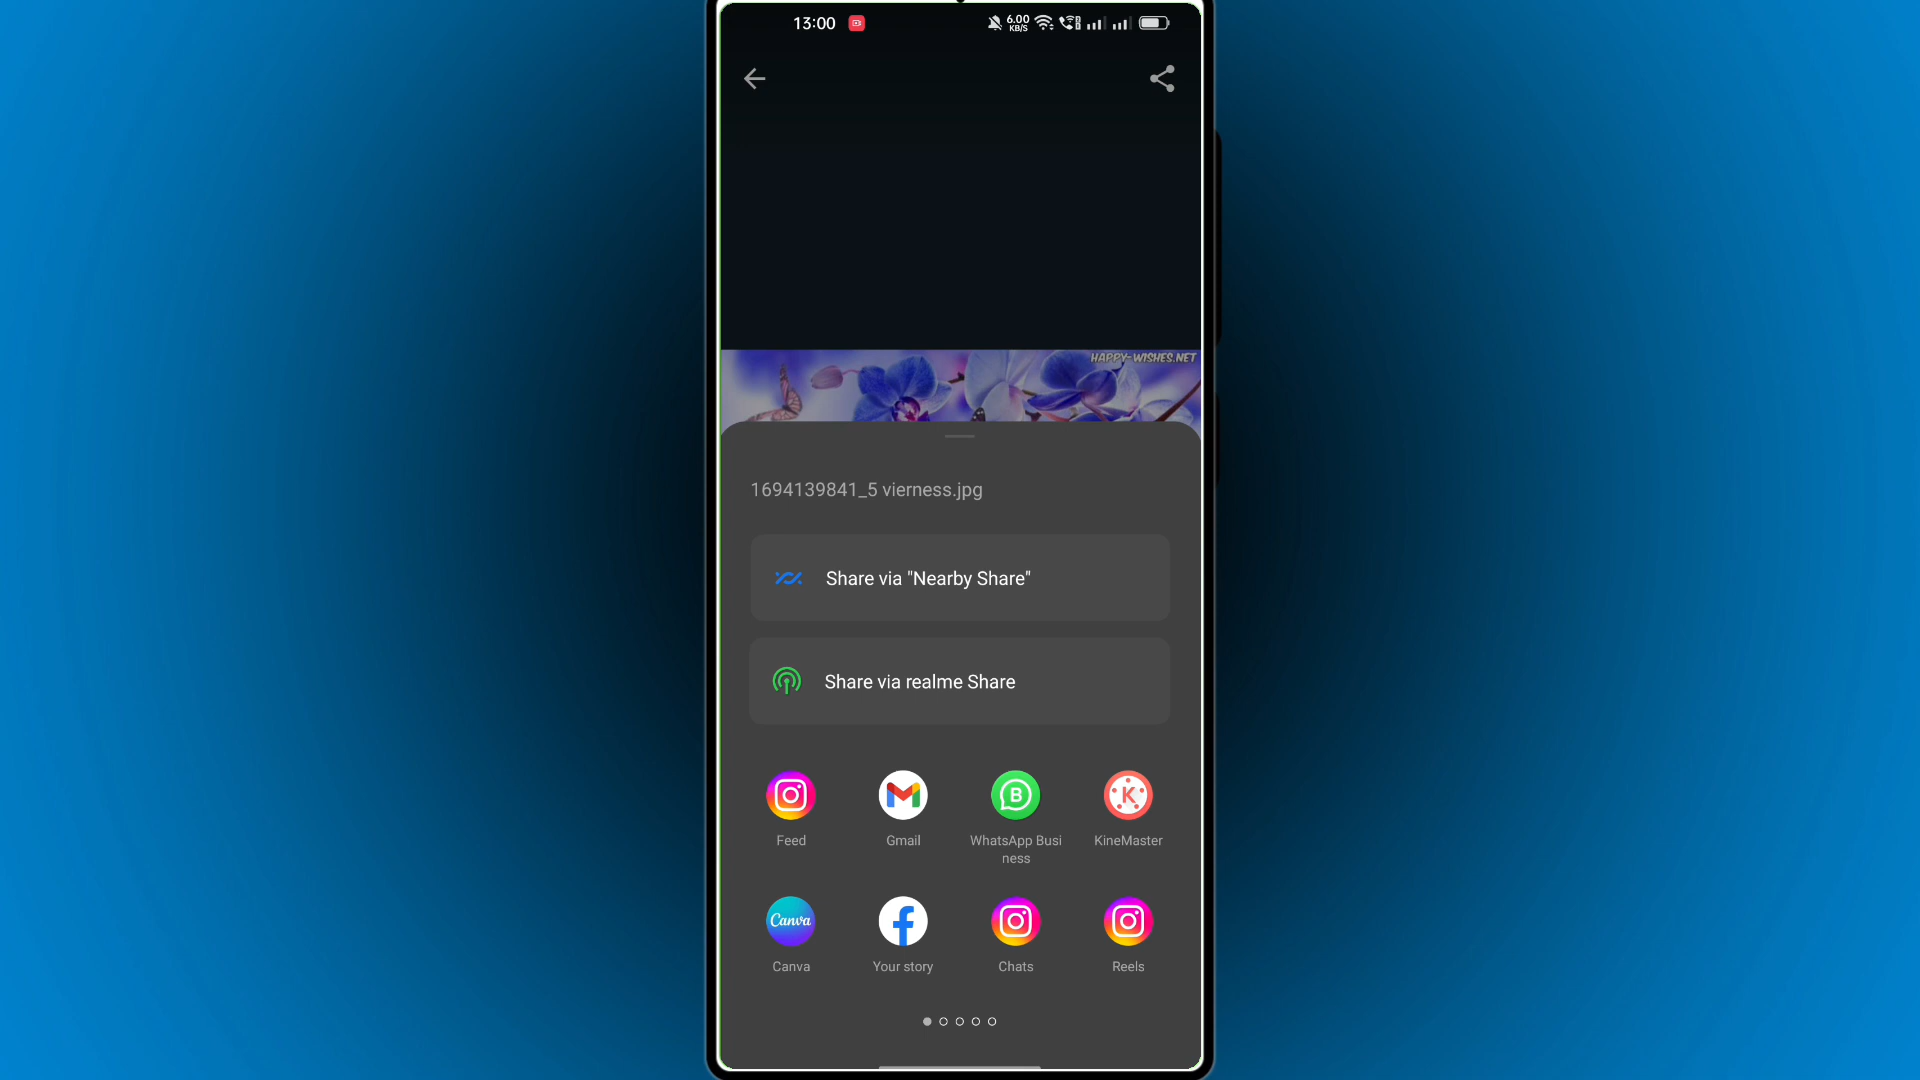 13:00
6.00
KB/S
HAPPY-WISHES.NET
1694139841_5 vierness.jpg
Share via "Nearby Share"
Share via realme Share
B
K
Feed
Gmail
WhatsApp Busi
ness
KineMaster
Canva
Canva
Your story
Chats
Reels